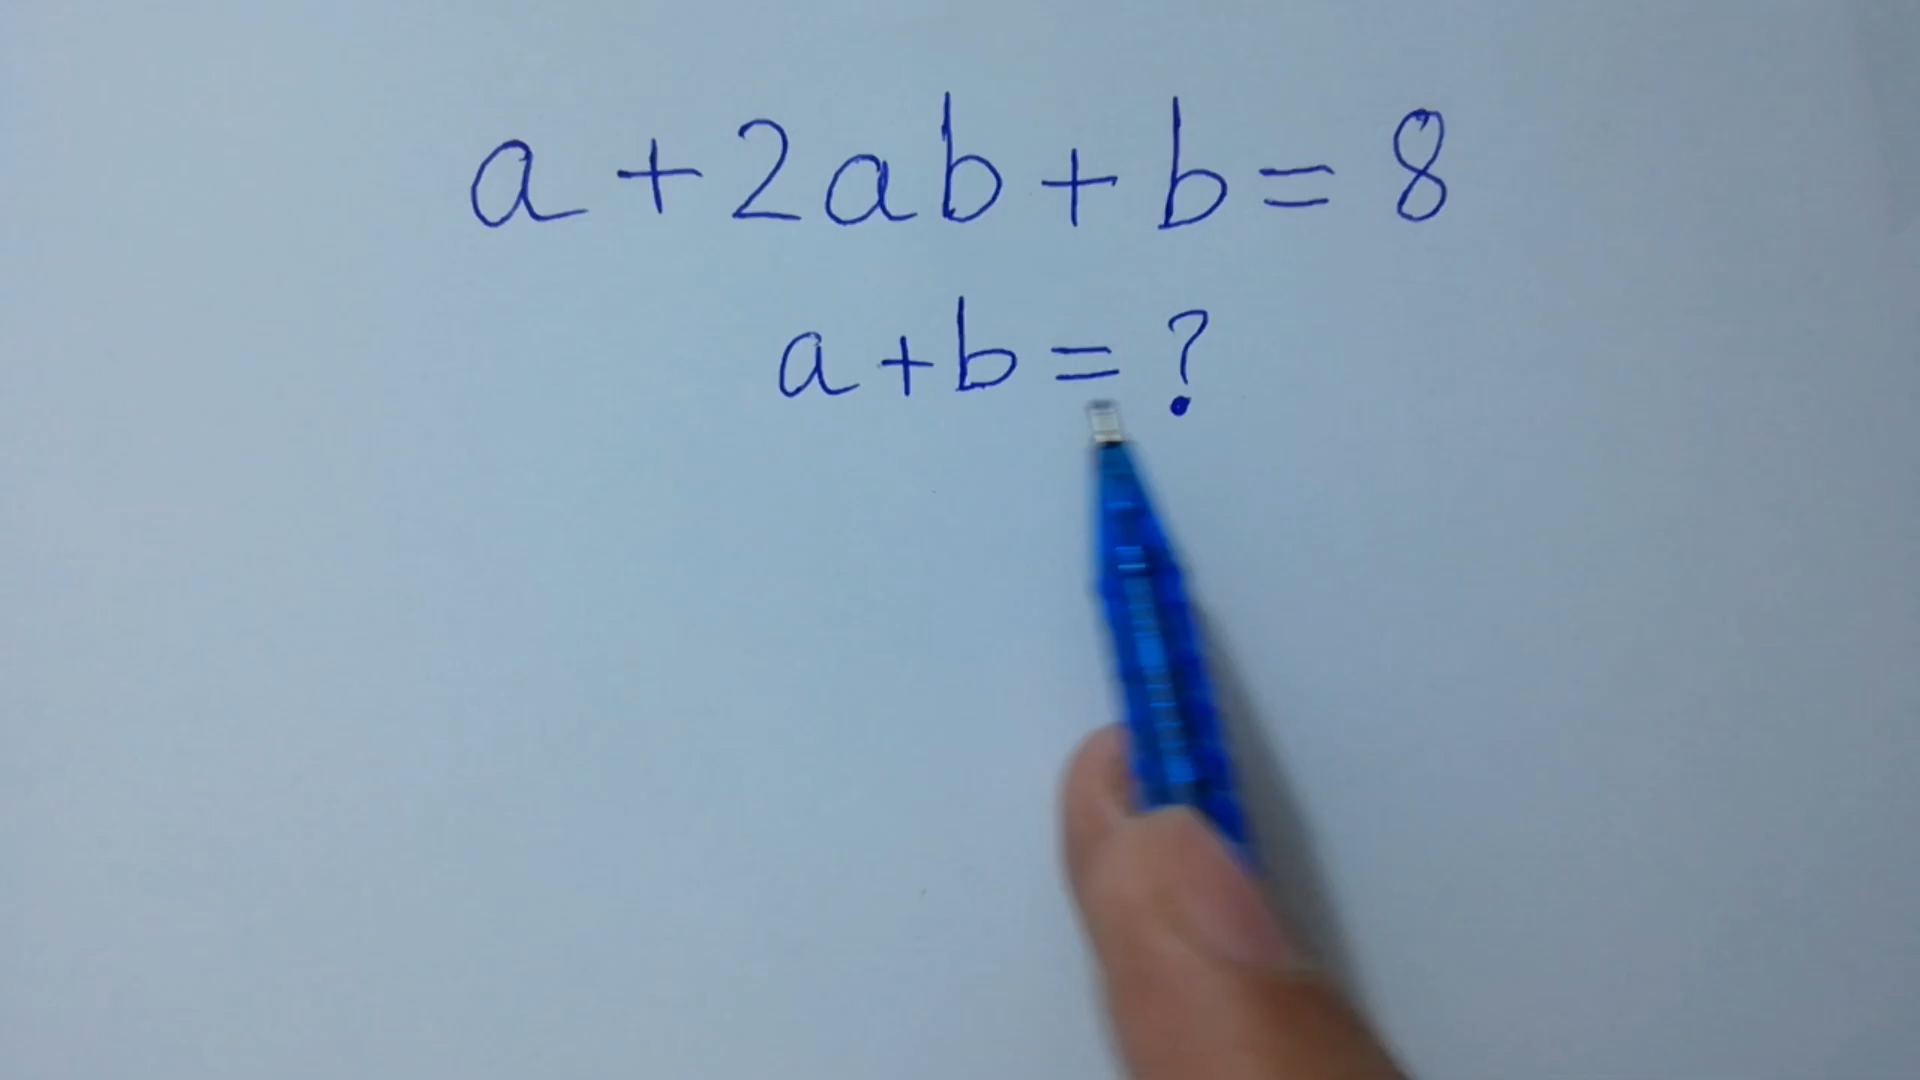 a + 2ab + b = 8
a + b = ?